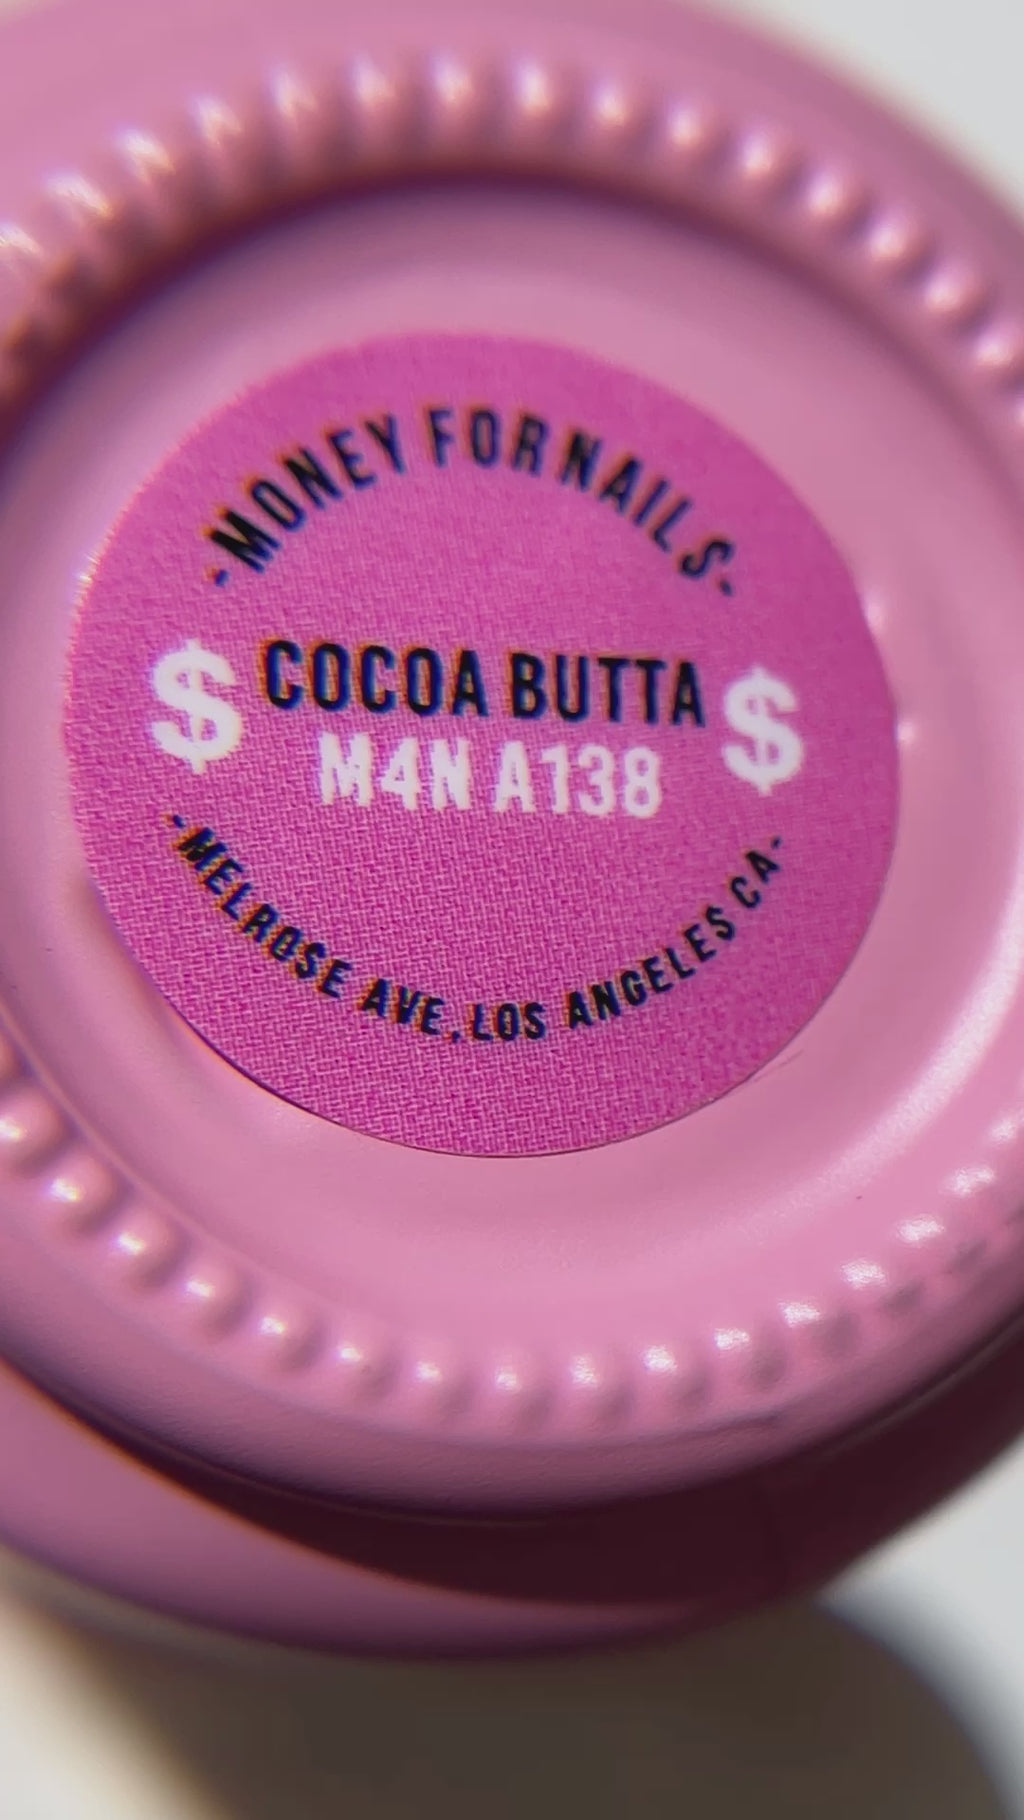 -MONEY FOR NAILS-
$ COCOA BUTTA $
M4N A138
-MELROSE AVE, LOS ANGELES CA-